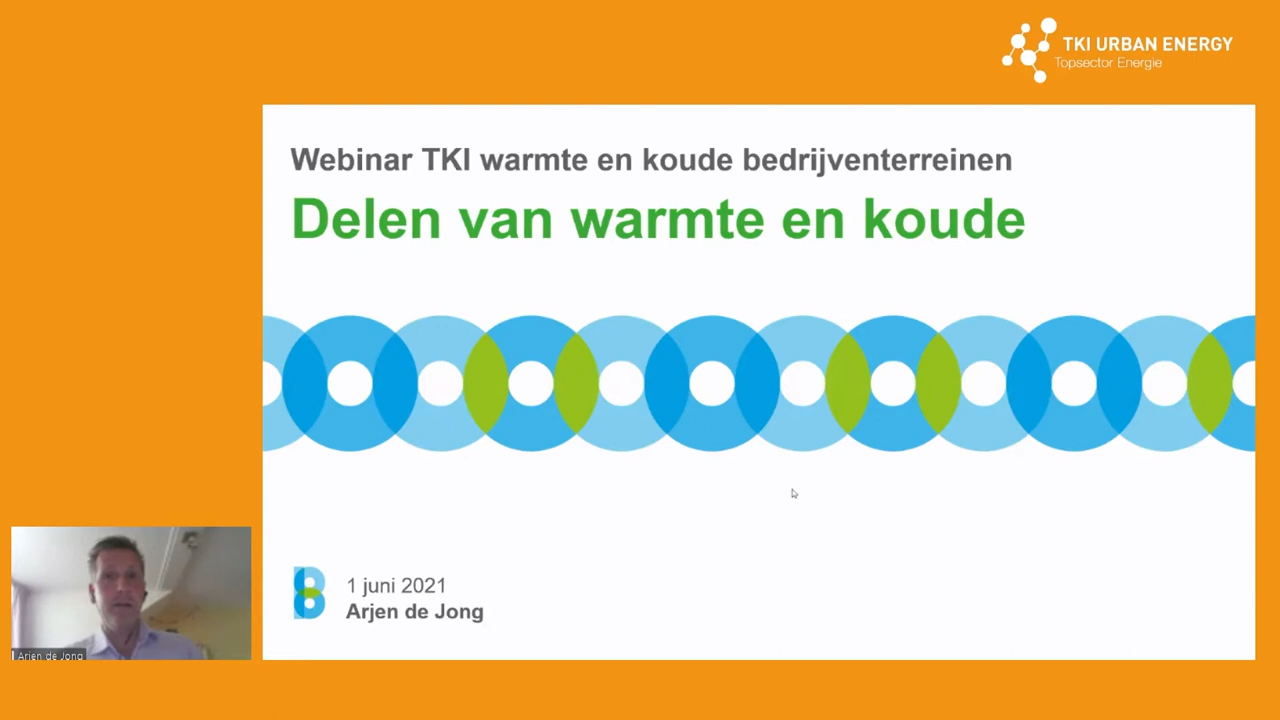 TKI URBAN ENERGY
Topsector Energie
Webinar TKI warmte en koude bedrijventerreinen
Delen van warmte en koude
1 juni 2021
Arjen de Jong
Arjen de Jong